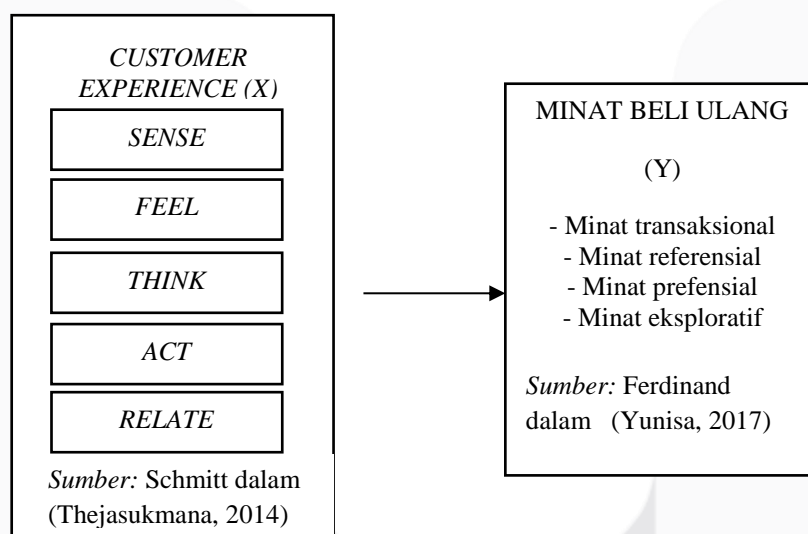 CUSTOMER
EXPERIENCE (X)
SENSE
FEEL
THINK
ACT
RELATE
Sumber: Schmitt dalam
(Thejasukmana, 2014)
MINAT BELI ULANG
(Y)
- Minat transaksional
- Minat referensial
- Minat prefensial
- Minat eksploratif
Sumber: Ferdinand
dalam (Yunisa, 2017)